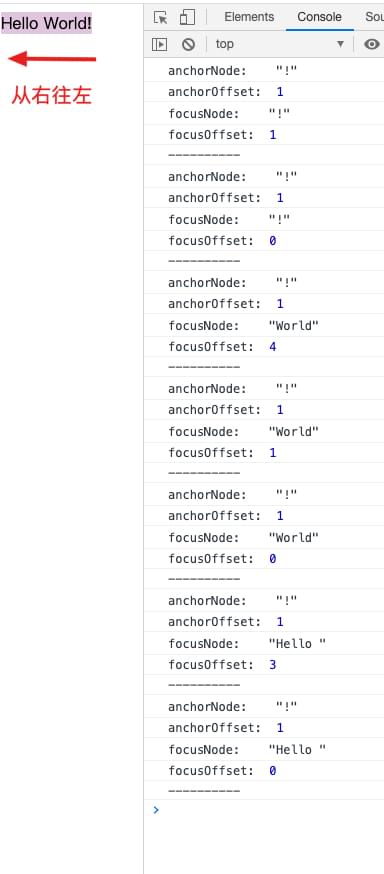 Hello World!
从右往左
Elements Console Sou
top
anchorNode: "!"
anchorOffset: 1
focusNode: "!"
focusOffset: 1
----------
anchorNode: "!"
anchorOffset: 1
focusNode: "!"
focusOffset: 0
----------
anchorNode: "!"
anchorOffset: 1
focusNode: "World"
focusOffset: 4
----------
anchorNode: "!"
anchorOffset: 1
focusNode: "World"
focusOffset: 1
----------
anchorNode: "!"
anchorOffset: 1
focusNode: "World"
focusOffset: 0
----------
anchorNode: "!"
anchorOffset: 1
focusNode: "Hello "
focusOffset: 3
----------
anchorNode: "!"
anchorOffset: 1
focusNode: "Hello "
focusOffset: 0
----------
>